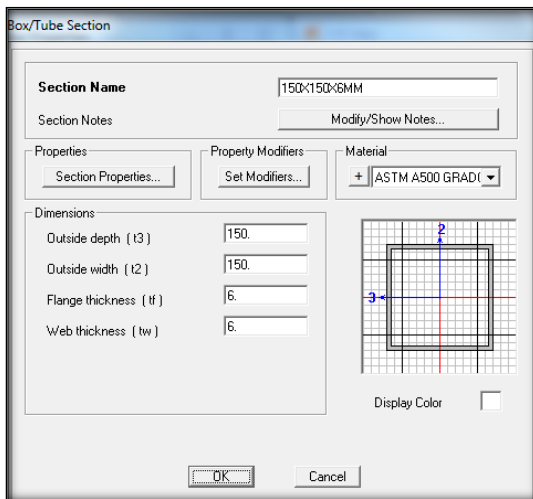 Box/Tube Section
Section Name 150X150X6MM
Section Notes Modify/Show Notes...
Properties Property Modifiers Material
Section Properties... Set Modifiers... + ASTM A500 GRAD(
Dimensions
Outside depth ( t3 ) 150.
2
Outside width ( t2 ) 150.
Flange thickness ( tf ) 6.
3
Web thickness ( tw ) 6.
Display Color
OK Cancel